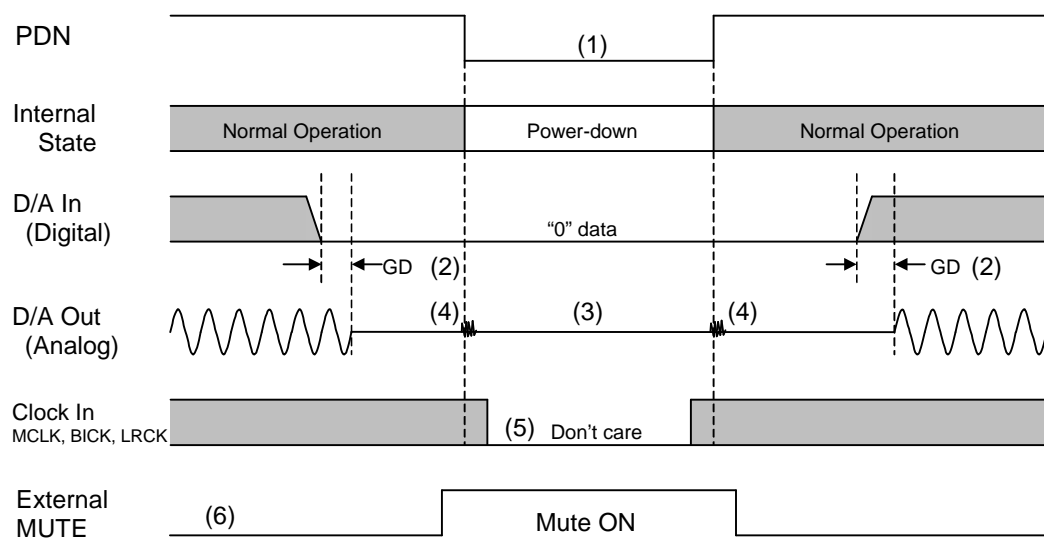 PDN
(1)
Internal
State
Normal Operation
Power-down
Normal Operation
D/A In
(Digital)
“0” data
GD (2)
GD (2)
D/A Out
(Analog)
(4)
(3)
(4)
Clock In
MCLK, BICK, LRCK
(5) Don’t care
External
MUTE
(6)
Mute ON